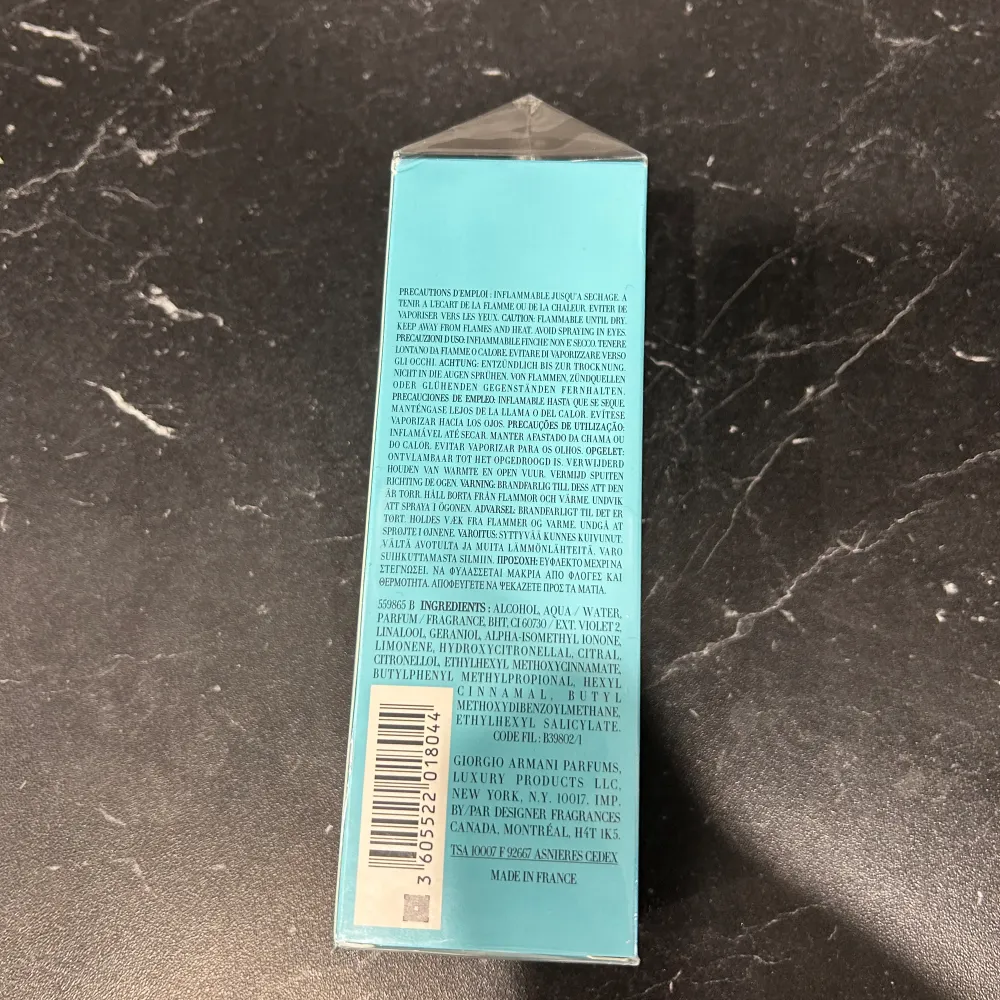 PRECAUTIONS D'EMPLOI : INFLAMMABLE JUSQU'A SECHAGE. A
TENIR A L'ECART DE LA FLAMME OU DE LA CHALEUR. EVITER DE
VAPORISER VERS LES YEUX. CAUTION: FLAMMABLE UNTIL DRY.
KEEP AWAY FROM FLAMES AND HEAT. AVOID SPRAYING IN EYES.
PRECAUZIONI D'USO: INFIAMMABILE FINCHE' NON E' SECCO. TENERE
LONTANO DA FIAMME O CALORE. EVITARE DI VAPORIZZARE VERSO
GLI OCCHI. ACHTUNG: ENTZÜNDLICH BIS ZUR TROCKNUNG.
NICHT IN DIE AUGEN SPRÜHEN. VON FLAMMEN, ZÜNDQUELLEN
ODER GLÜHENDEN GEGENSTÄNDEN FERNHALTEN.
PRECAUCIONES DE EMPLEO: INFLAMABLE HASTA QUE SE SEQUE.
MANTÉNGASE LEJOS DE LA LLAMA O DEL CALOR. EVÍTESE
VAPORIZAR HACIA LOS OJOS. PRECAUÇÕES DE UTILIZAÇÃO:
INFLAMÁVEL ATÉ SECAR. MANTER AFASTADO DA CHAMA OU
DO CALOR. EVITAR VAPORIZAR PARA OS OLHOS. OPGELET:
ONTVLAMBAAR TOT HET OPGEDROOGD IS. VERWIJDERD
HOUDEN VAN WARMTE EN OPEN VUUR. VERMIJD SPUITEN
RICHTING DE OGEN. VARNING: BRANDFARLIG TILL DESS ATT DEN
ÄR TORR. HÅLL BORTA FRÅN FLAMMOR OCH VÄRME. UNDVIK
ATT SPRAYA I ÖGONEN. ADVARSEL: BRANDFARLIGT TIL DET ER
TØRT. HOLDES VÆK FRA FLAMMER OG VARME. UNDGÅ AT
SPRØJTE I ØJNENE. VAROITUS: SYTTYVÄÄ KUNNES KUIVUNUT.
VÄLTÄ AVOTULTA JA MUITA LÄMMÖNLÄHTEITÄ. VARO
SUIHKUTTAMASTA SILMIIN. ΠΡΟΣΟΧΗ: ΕΥΦΛΕΚΤΟ ΜΕΧΡΙ ΝΑ
ΣΤΕΓΝΩΣΕΙ. ΝΑ ΦΥΛΑΣΣΕΤΑΙ ΜΑΚΡΙΑ ΑΠΟ ΦΛΟΓΕΣ ΚΑΙ
ΘΕΡΜΟΤΗΤΑ. ΑΠΟΦΕΥΓΕΤΕ ΝΑ ΨΕΚΑΖΕΤΕ ΠΡΟΣ ΤΑ ΜΑΤΙΑ.
559865 B INGREDIENTS : ALCOHOL, AQUA / WATER,
PARFUM / FRAGRANCE, BHT, CI 60730 / EXT. VIOLET 2,
LINALOOL, GERANIOL, ALPHA-ISOMETHYL IONONE,
LIMONENE, HYDROXYCITRONELLAL, CITRAL,
CITRONELLOL, ETHYLHEXYL METHOXYCINNAMATE,
BUTYLPHENYL METHYLPROPIONAL, HEXYL
CINNAMAL, BUTYL
METHOXYDIBENZOYLMETHANE,
ETHYLHEXYL SALICYLATE.
CODE FIL : B39802/1
GIORGIO ARMANI PARFUMS,
LUXURY PRODUCTS LLC,
NEW YORK, N.Y. 10017. IMP.
BY/PAR DESIGNER FRAGRANCES
CANADA, MONTRÉAL, H4T 1K5.
TSA 10007 F 92667 ASNIERES CEDEX
MADE IN FRANCE
3 605522 018044